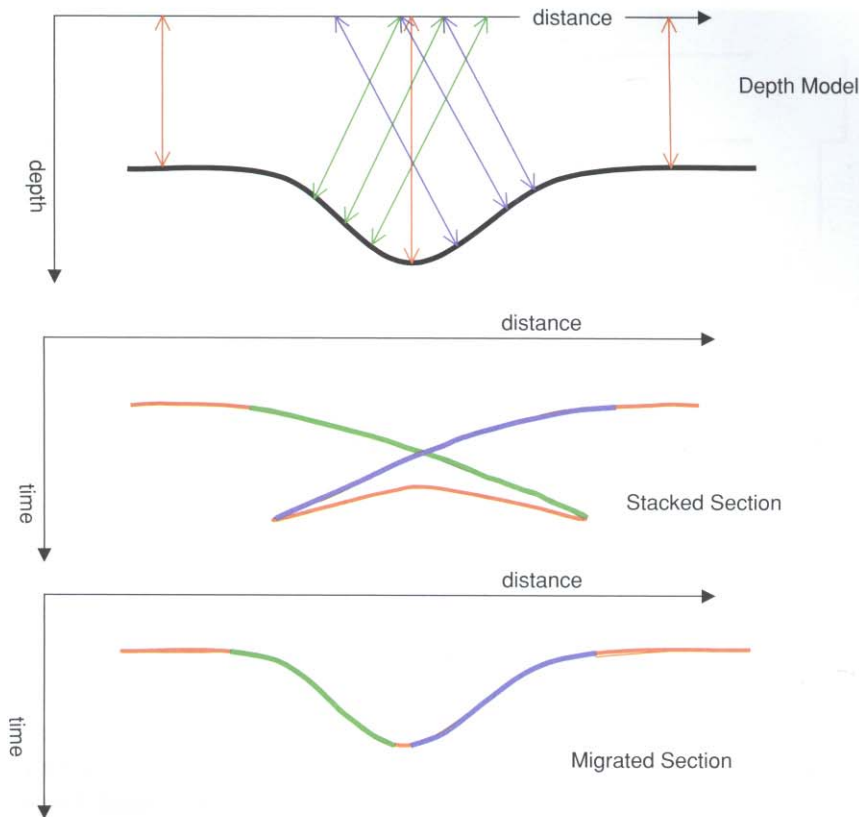 distance
Depth Model
depth
distance
time
Stacked Section
distance
time
Migrated Section